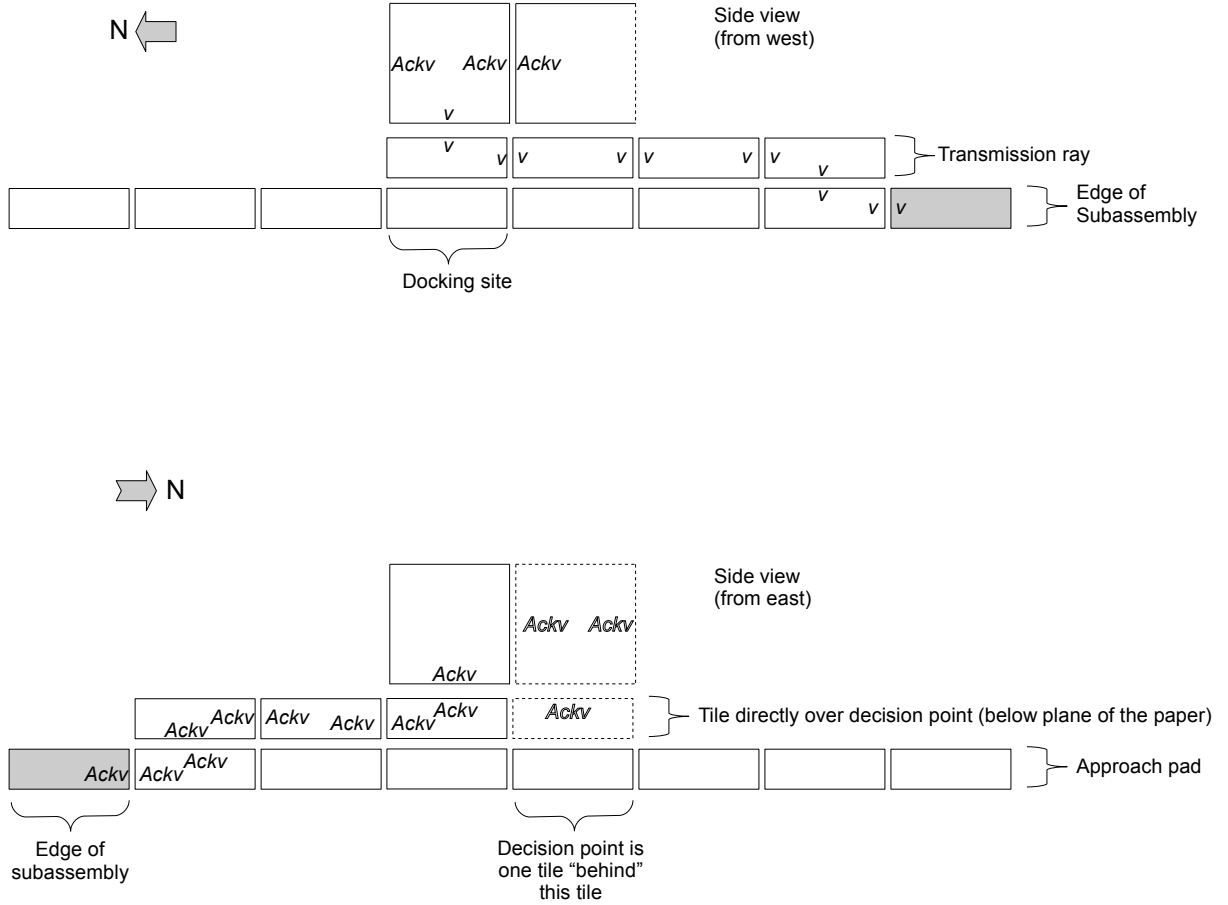 N
Side view
(from west)
Ackv Ackv Ackv
v
v
v v v v v v
v
Transmission ray
v
v v
Edge of
Subassembly
Docking site
N
Side view
(from east)
Ackv Ackv
Ackv
Ackv Ackv Ackv Ackv Ackv Ackv Ackv
Tile directly over decision point (below plane of the paper)
Ackv Ackv Ackv
Approach pad
Edge of
subassembly
Decision point is
one tile “behind”
this tile